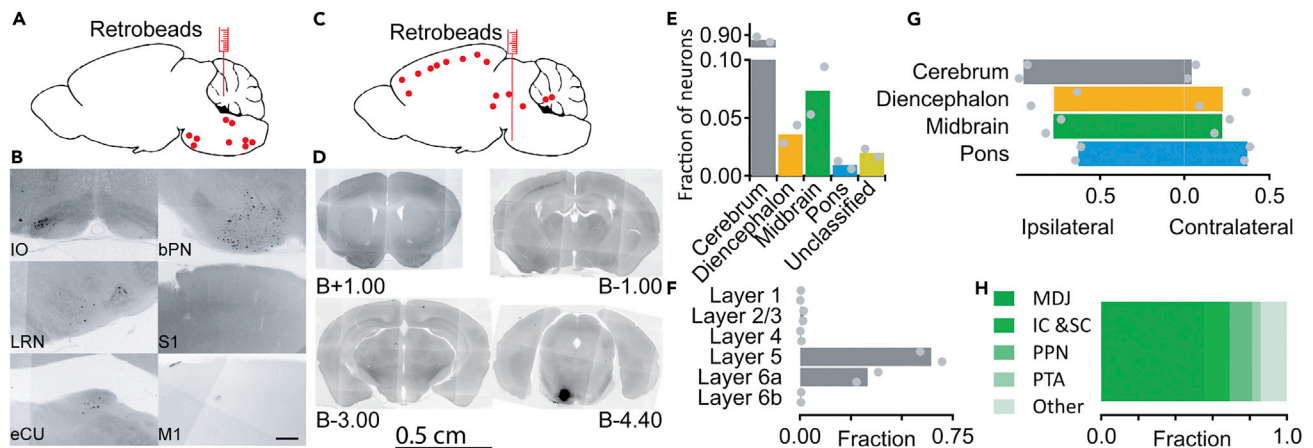 A
Retrobeads
B
IO
bPN
LRN
S1
eCU
M1
C
Retrobeads
D
B+1.00
B-1.00
B-3.00
B-4.40
0.5 cm
E
Fraction of neurons
0.90
0.10
0.05
0.00
Cerebrum
Diencephalon
Midbrain
Pons
Unclassified
F
Layer 1
Layer 2/3
Layer 4
Layer 5
Layer 6a
Layer 6b
0.00
0.75
Fraction
G
Cerebrum
Diencephalon
Midbrain
Pons
0.5 0.0 0.5
Ipsilateral Contralateral
H
MDJ
IC &SC
PPN
PTA
Other
0 1.0
Fraction